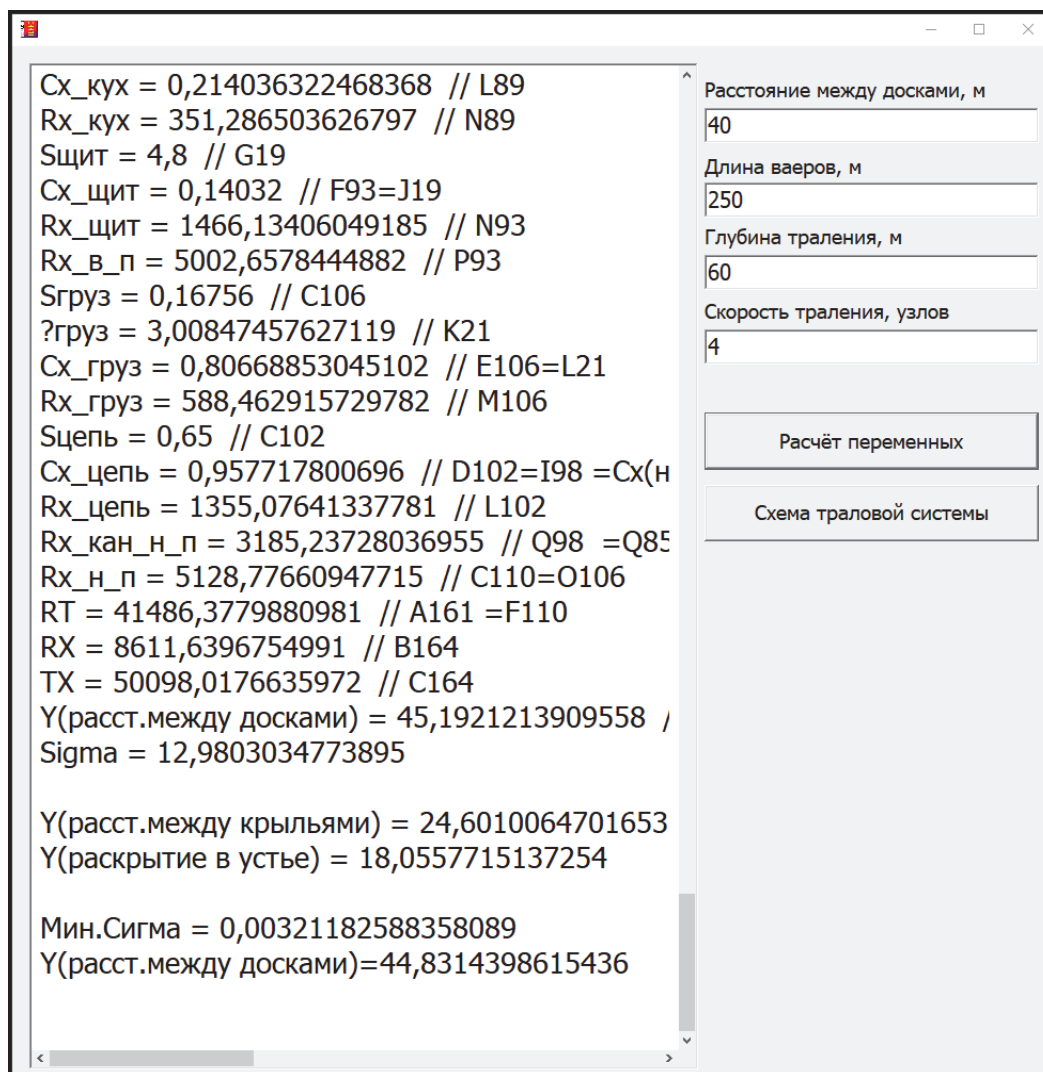 Cx_кух = 0,214036322468368  // L89
Rx_кух = 351,286503626797  // N89
Sщит = 4,8  // G19
Cx_щит = 0,14032  // F93=J19
Rx_щит = 1466,13406049185  // N93
Rx_в_п = 5002,6578444882  // P93
Sгруз = 0,16756  // C106
?груз = 3,00847457627119  // K21
Cx_груз = 0,80668853045102  // E106=L21
Rx_груз = 588,462915729782  // M106
Sцепь = 0,65  // C102
Cx_цепь = 0,957717800696  // D102=I98 =Cx(н
Rx_цепь = 1355,07641337781  // L102
Rx_кан_н_п = 3185,23728036955  // Q98  =Q85
Rx_н_п = 5128,77660947715  // C110=O106
RT = 41486,3779880981  // A161 =F110
RX = 8611,6396754991  // B164
TX = 50098,0176635972  // C164
Y(расст.между досками) = 45,1921213909558  /
Sigma = 12,9803034773895
Y(расст.между крыльями) = 24,6010064701653
Y(раскрытие в устье) = 18,0557715137254
Мин.Сигма = 0,00321182588358089
Y(расст.между досками)=44,8314398615436
Расстояние между досками, м
40
Длина ваеров, м
250
Глубина траления, м
60
Скорость траления, узлов
4
Расчёт переменных
Схема траловой системы